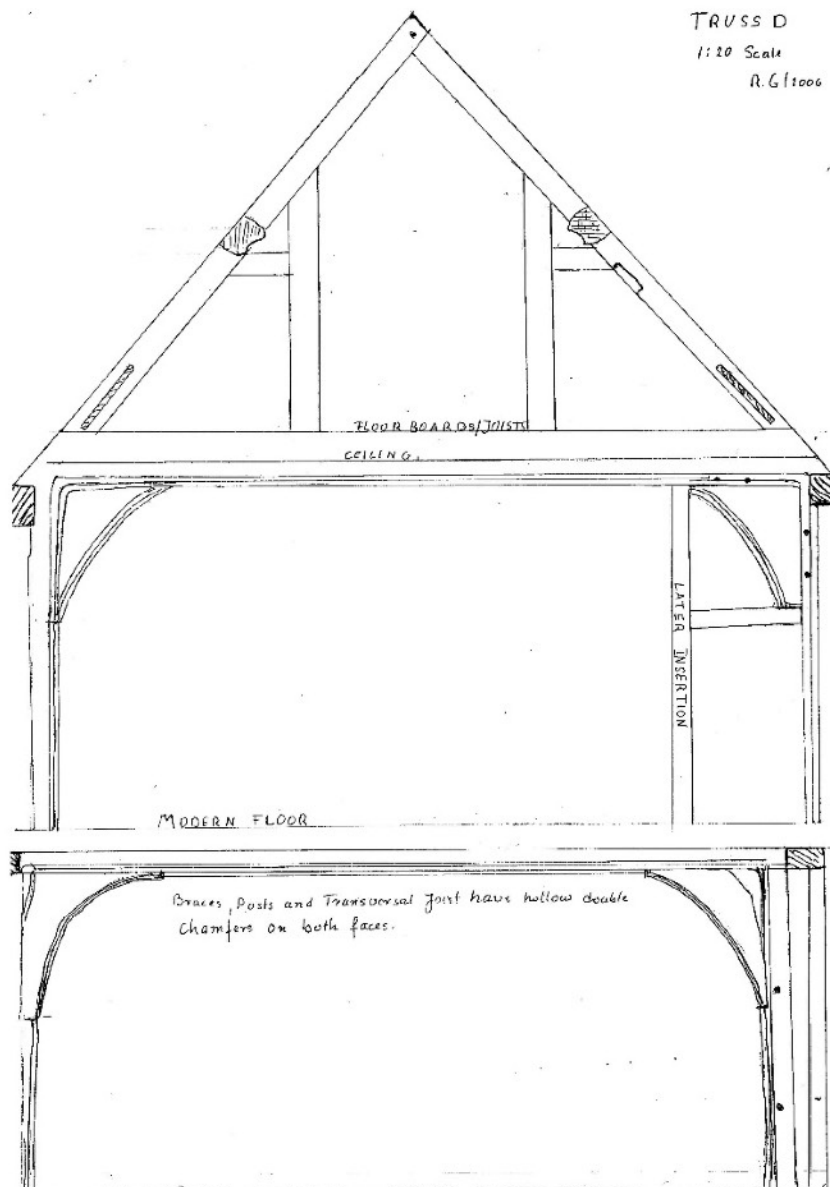 TRUSS D
1:20 Scale
R.G/2006
FLOOR BOARDS/JOISTS
CEILING.
LATER INSERTION
MODERN FLOOR
Braces, Posts and Transversal Joist have hollow double
Chamfers on both faces.